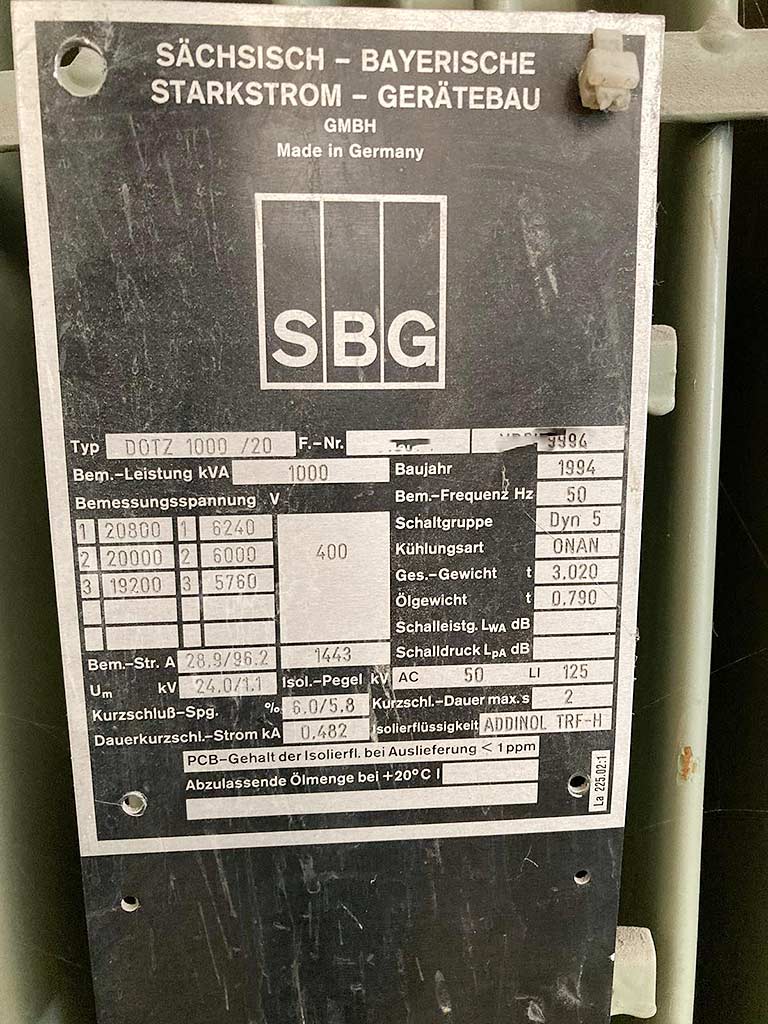 SÄCHSISCH – BAYERISCHE
STARKSTROM – GERÄTEBAU
GMBH
Made in Germany
SBG
Typ DOTZ 1000 /20 F.-Nr. 9994
Bem.-Leistung kVA 1000 Baujahr 1994
Bemessungsspannung V Bem.-Frequenz Hz 50
1 20800 1 6240 400 Schaltgruppe Dyn 5
2 20000 2 6000 Kühlungsart ONAN
3 19200 3 5760 Ges.-Gewicht t 3.020
Ölgewicht t 0.790
Schalleistg. LWA dB
Schalldruck LpA dB
Bem.-Str. A 28.9/96.2 1443
Um kV 24.0/1.1 Isol.-Pegel kV AC 50 LI 125
Kurzschluß-Spg. % 6.0/5.8 Kurzschl.-Dauer max. s 2
Dauerkurzschl.-Strom kA 0.482 Isolierflüssigkeit ADDINOL TRF-H
PCB-Gehalt der Isolierfl. bei Auslieferung < 1 ppm
Abzulassende Ölmenge bei +20°C l
La 225.02:1